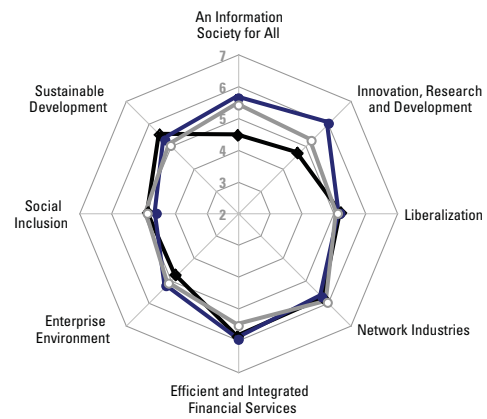 An Information
Society for All
7
6
5
4
3
2
Sustainable
Development
Innovation, Research
and Development
Social
Inclusion
Liberalization
Enterprise
Environment
Network Industries
Efficient and Integrated
Financial Services